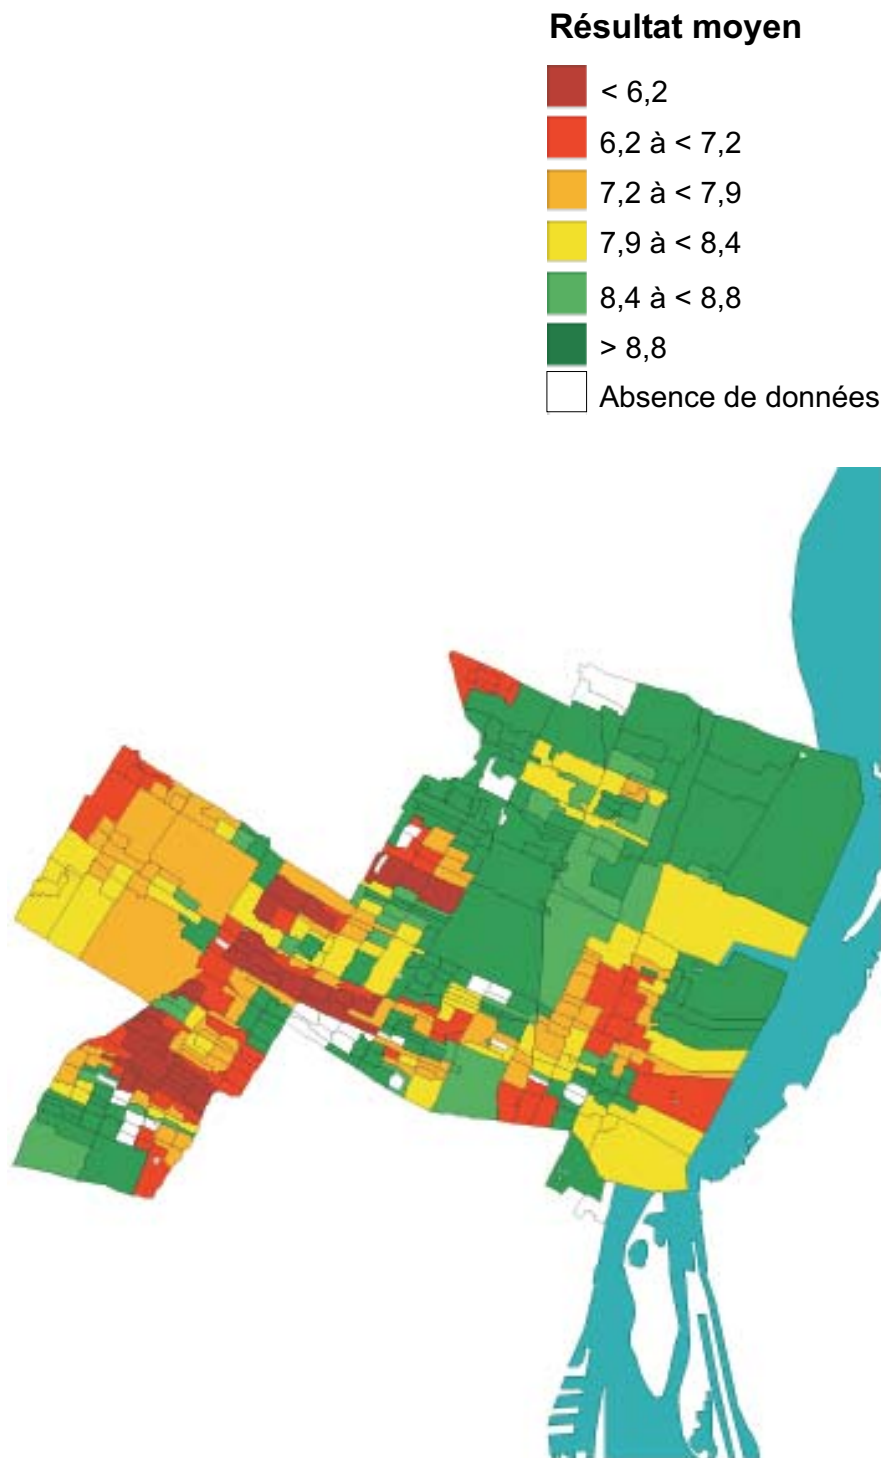 Résultat moyen
< 6,2
6,2 à < 7,2
7,2 à < 7,9
7,9 à < 8,4
8,4 à < 8,8
> 8,8
Absence de données